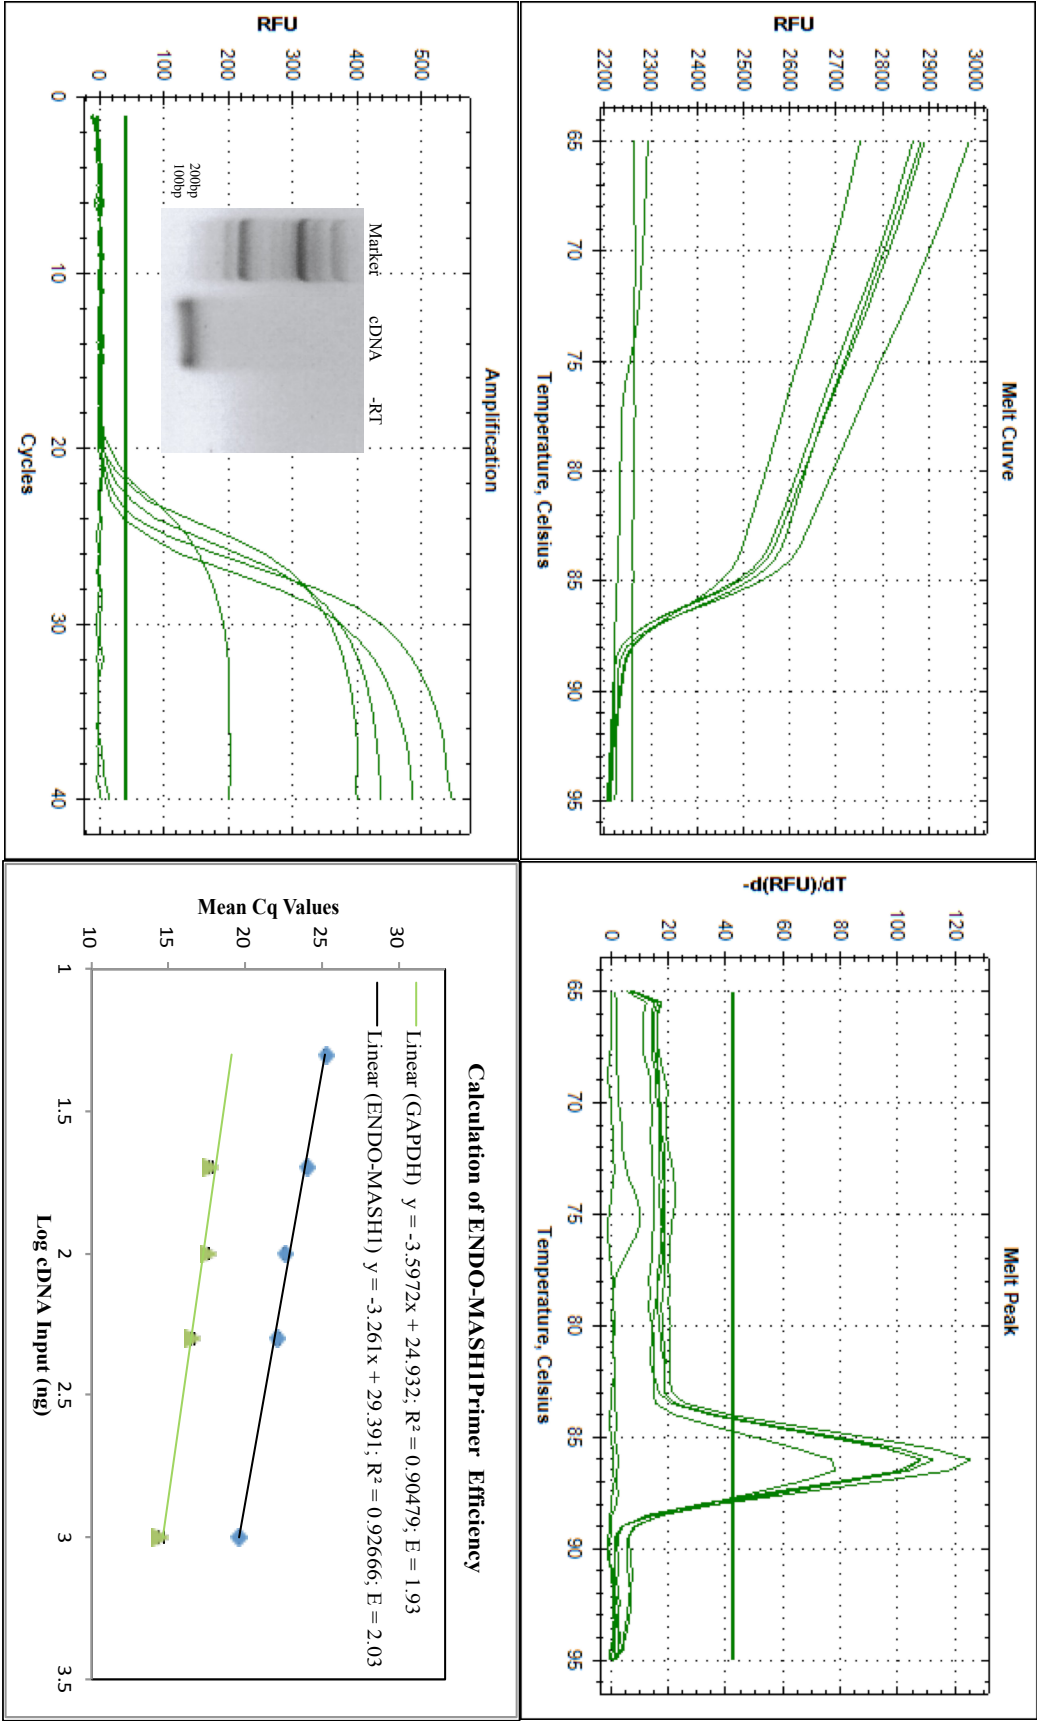 Melt Curve
RFU
3000
2900
2800
2700
2600
2500
2400
2300
2200
65
70
75
80
85
90
95
Temperature, Celsius
Melt Peak
-d(RFU)/dT
120
100
80
60
40
20
0
65
70
75
80
85
90
95
Temperature, Celsius
Amplification
RFU
500
400
300
200
100
0
0
10
20
30
40
Cycles
Marker
cDNA
-RT
200bp
100bp
Calculation of ENDO-MASH1Primer Efficiency
Linear (GAPDH) y = -3.5972x + 24.932; R² = 0.90479; E = 1.93
Linear (ENDO-MASH1) y = -3.261x + 29.391; R² = 0.92666; E = 2.03
Mean Cq Values
30
25
20
15
10
1
1.5
2
2.5
3
3.5
Log cDNA Input (ng)